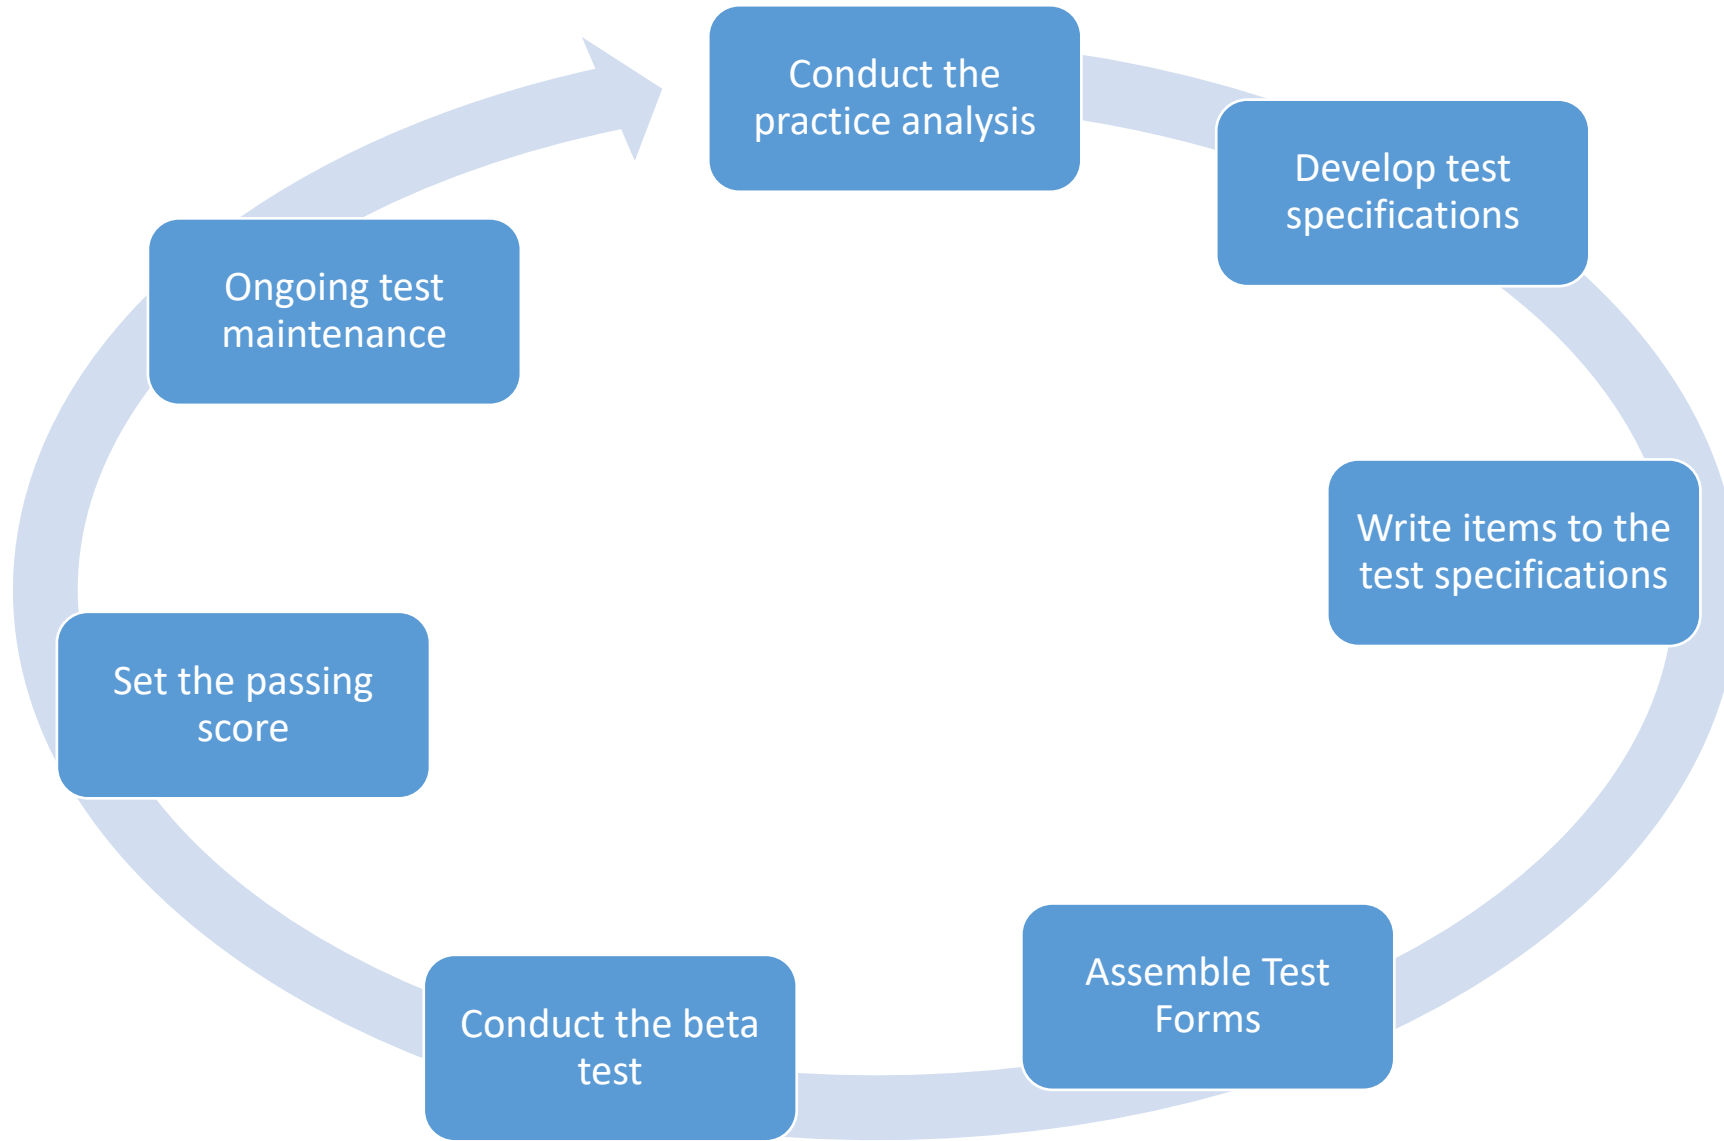 Conduct the
practice analysis
Develop test
specifications
Write items to the
test specifications
Assemble Test
Forms
Conduct the beta
test
Set the passing
score
Ongoing test
maintenance